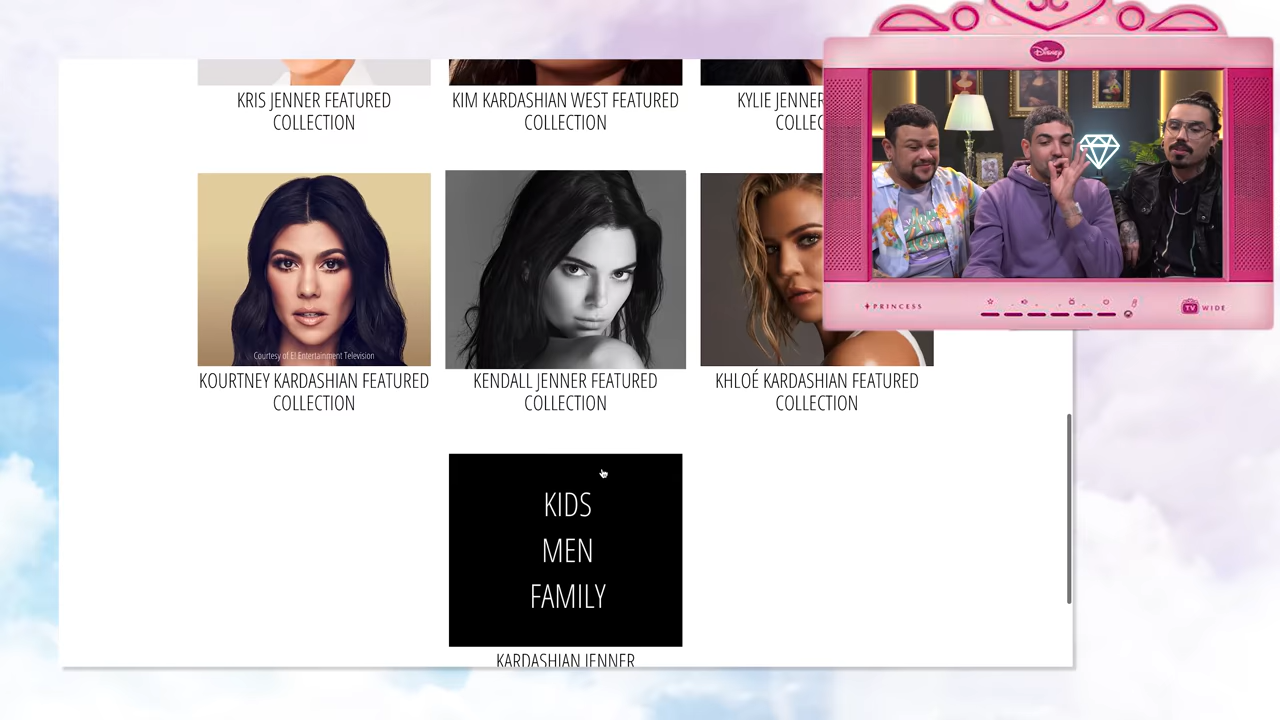 KRIS JENNER FEATURED
COLLECTION
KIM KARDASHIAN WEST FEATURED
COLLECTION
KYLIE JENNER
COLLEC
Courtesy of E! Entertainment Television
KOURTNEY KARDASHIAN FEATURED
COLLECTION
KENDALL JENNER FEATURED
COLLECTION
KHLOÉ KARDASHIAN FEATURED
COLLECTION
KIDS
MEN
FAMILY
KARDASHIAN JENNER
Disney
PRINCESS
TV WIDE